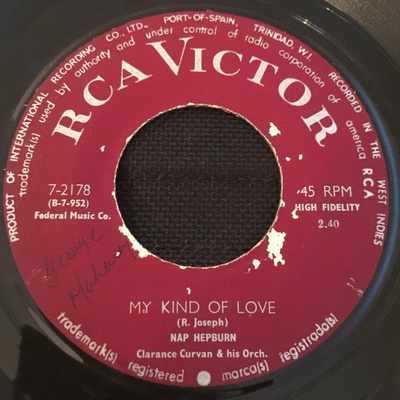 PRODUCT OF INTERNATIONAL RECORDING CO., LTD., PORT-OF-SPAIN, TRINIDAD, W.I. RECORDED IN THE WEST INDIES
trademark(s) used by authority and under control of radio corporation of america RCA
RCA VICTOR
7-2178
(B-7-952)
Federal Music Co.
45 RPM
HIGH FIDELITY
2.40
George
MY KIND OF LOVE
(R. Joseph)
NAP HEPBURN
Clarance Curvan & his Orch.
trademark(s) registered marca(s) registrada(s)